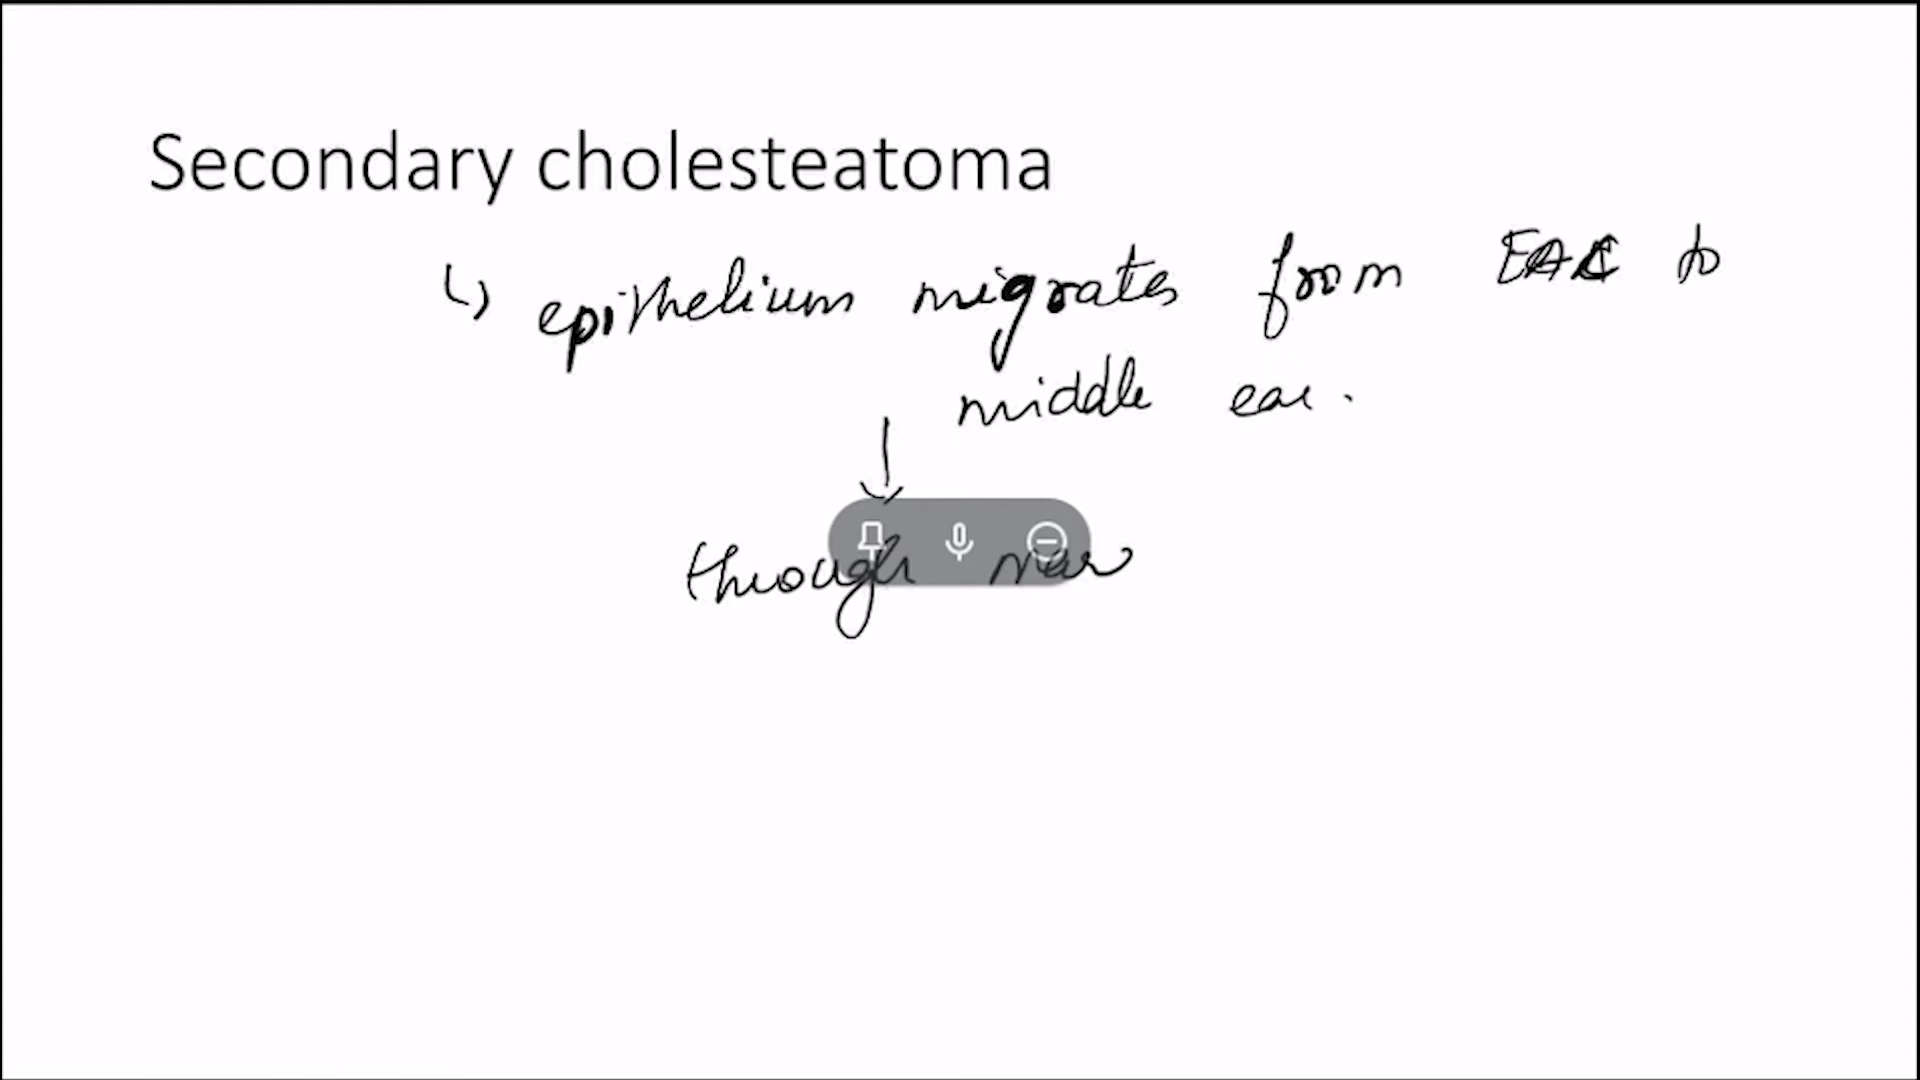 Secondary cholesteatoma
epithelium migrates from EAC to
middle ear.
through